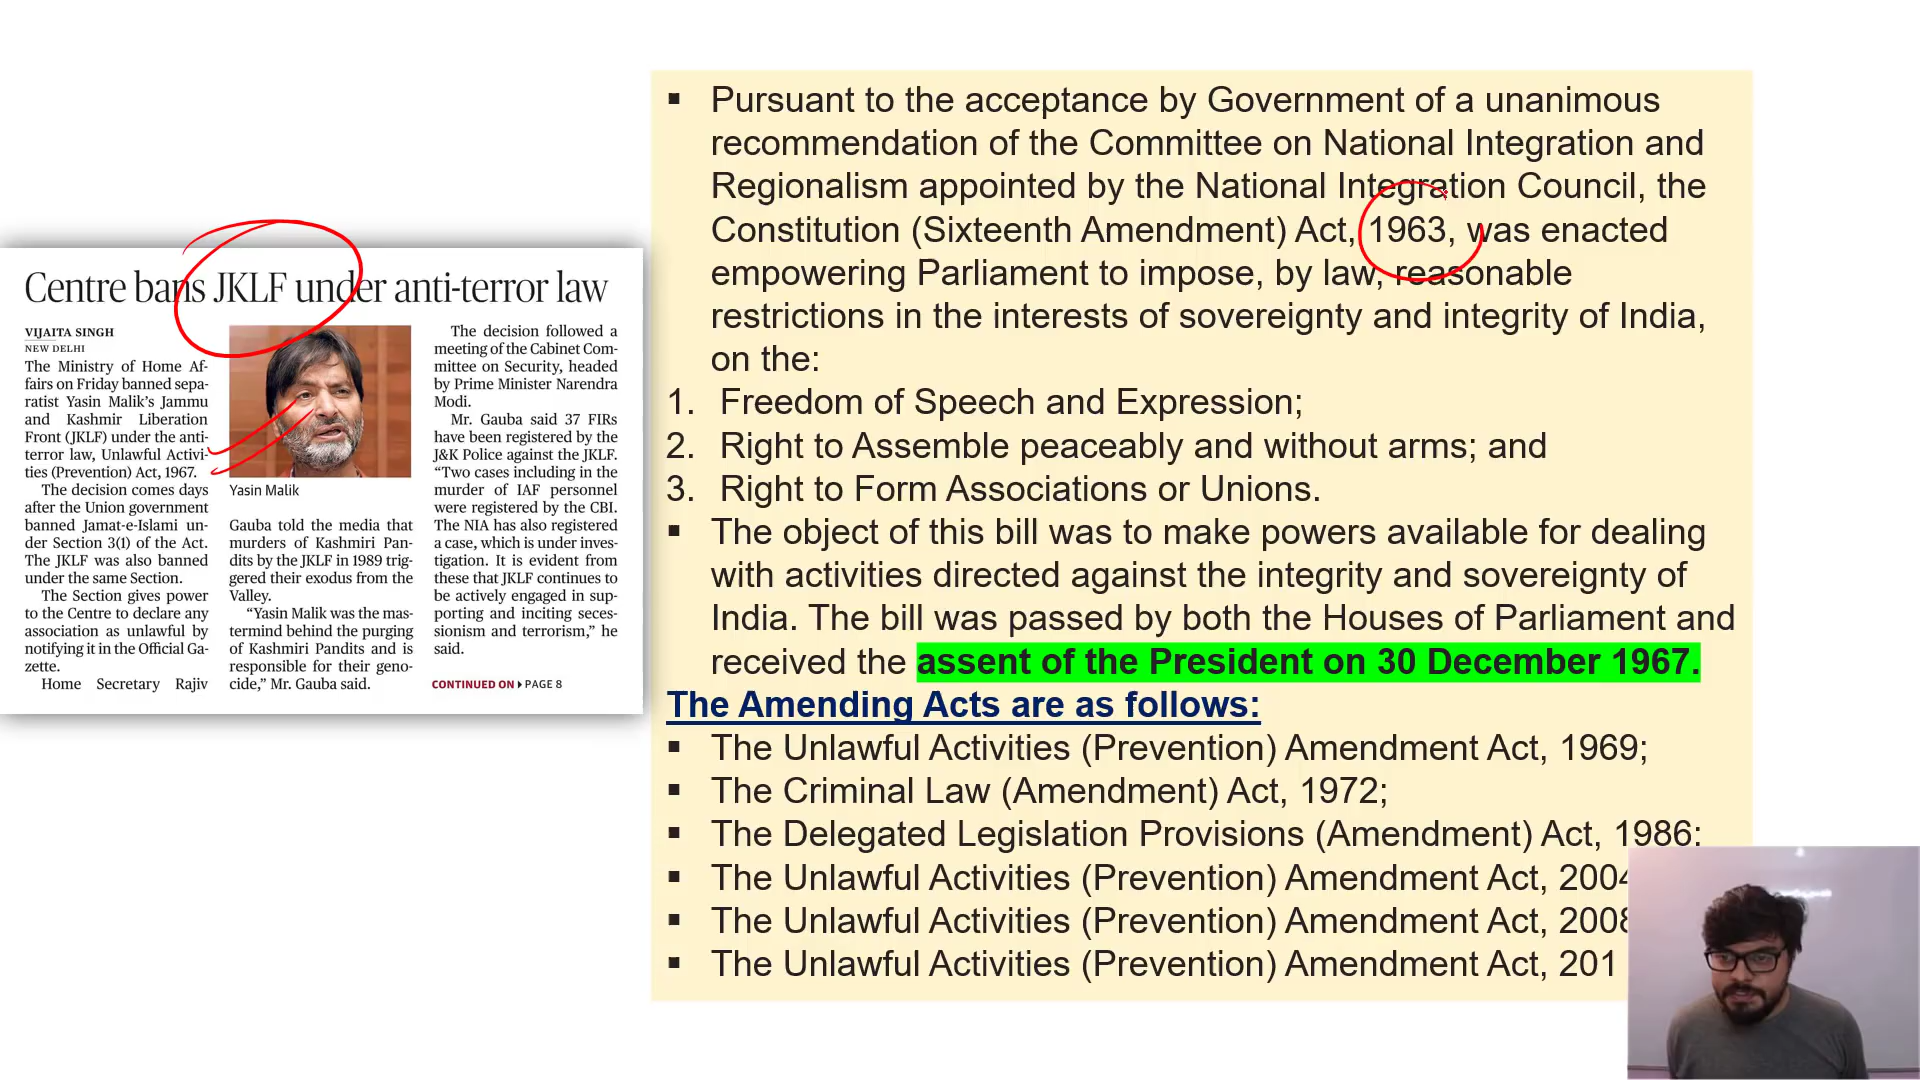 Centre bans JKLF under anti-terror law
VIJAITA SINGH
NEW DELHI
The Ministry of Home Af-
fairs on Friday banned sepa-
ratist Yasin Malik’s Jammu
and Kashmir Liberation
Front (JKLF) under the anti-
terror law, Unlawful Activi-
ties (Prevention) Act, 1967.
The decision comes days
after the Union government
banned Jamat-e-Islami un-
der Section 3(1) of the Act.
The JKLF was also banned
under the same Section.
The Section gives power
to the Centre to declare any
association as unlawful by
notifying it in the Official Ga-
zette.
Home Secretary Rajiv
Yasin Malik
Gauba told the media that
murders of Kashmiri Pan-
dits by the JKLF in 1989 trig-
gered their exodus from the
Valley.
“Yasin Malik was the mas-
termind behind the purging
of Kashmiri Pandits and is
responsible for their geno-
cide,” Mr. Gauba said.
The decision followed a
meeting of the Cabinet Com-
mittee on Security, headed
by Prime Minister Narendra
Modi.
Mr. Gauba said 37 FIRs
have been registered by the
J&K Police against the JKLF.
“Two cases including in the
murder of IAF personnel
were registered by the CBI.
The NIA has also registered
a case, which is under inves-
tigation. It is evident from
these that JKLF continues to
be actively engaged in sup-
porting and inciting seces-
sionism and terrorism,” he
said.
CONTINUED ON PAGE 8
▪ Pursuant to the acceptance by Government of a unanimous
recommendation of the Committee on National Integration and
Regionalism appointed by the National Integration Council, the
Constitution (Sixteenth Amendment) Act, 1963, was enacted
empowering Parliament to impose, by law, reasonable
restrictions in the interests of sovereignty and integrity of India,
on the:
1. Freedom of Speech and Expression;
2. Right to Assemble peaceably and without arms; and
3. Right to Form Associations or Unions.
▪ The object of this bill was to make powers available for dealing
with activities directed against the integrity and sovereignty of
India. The bill was passed by both the Houses of Parliament and
received the assent of the President on 30 December 1967.
The Amending Acts are as follows:
▪ The Unlawful Activities (Prevention) Amendment Act, 1969;
▪ The Criminal Law (Amendment) Act, 1972;
▪ The Delegated Legislation Provisions (Amendment) Act, 1986;
▪ The Unlawful Activities (Prevention) Amendment Act, 2004
▪ The Unlawful Activities (Prevention) Amendment Act, 2008
▪ The Unlawful Activities (Prevention) Amendment Act, 201